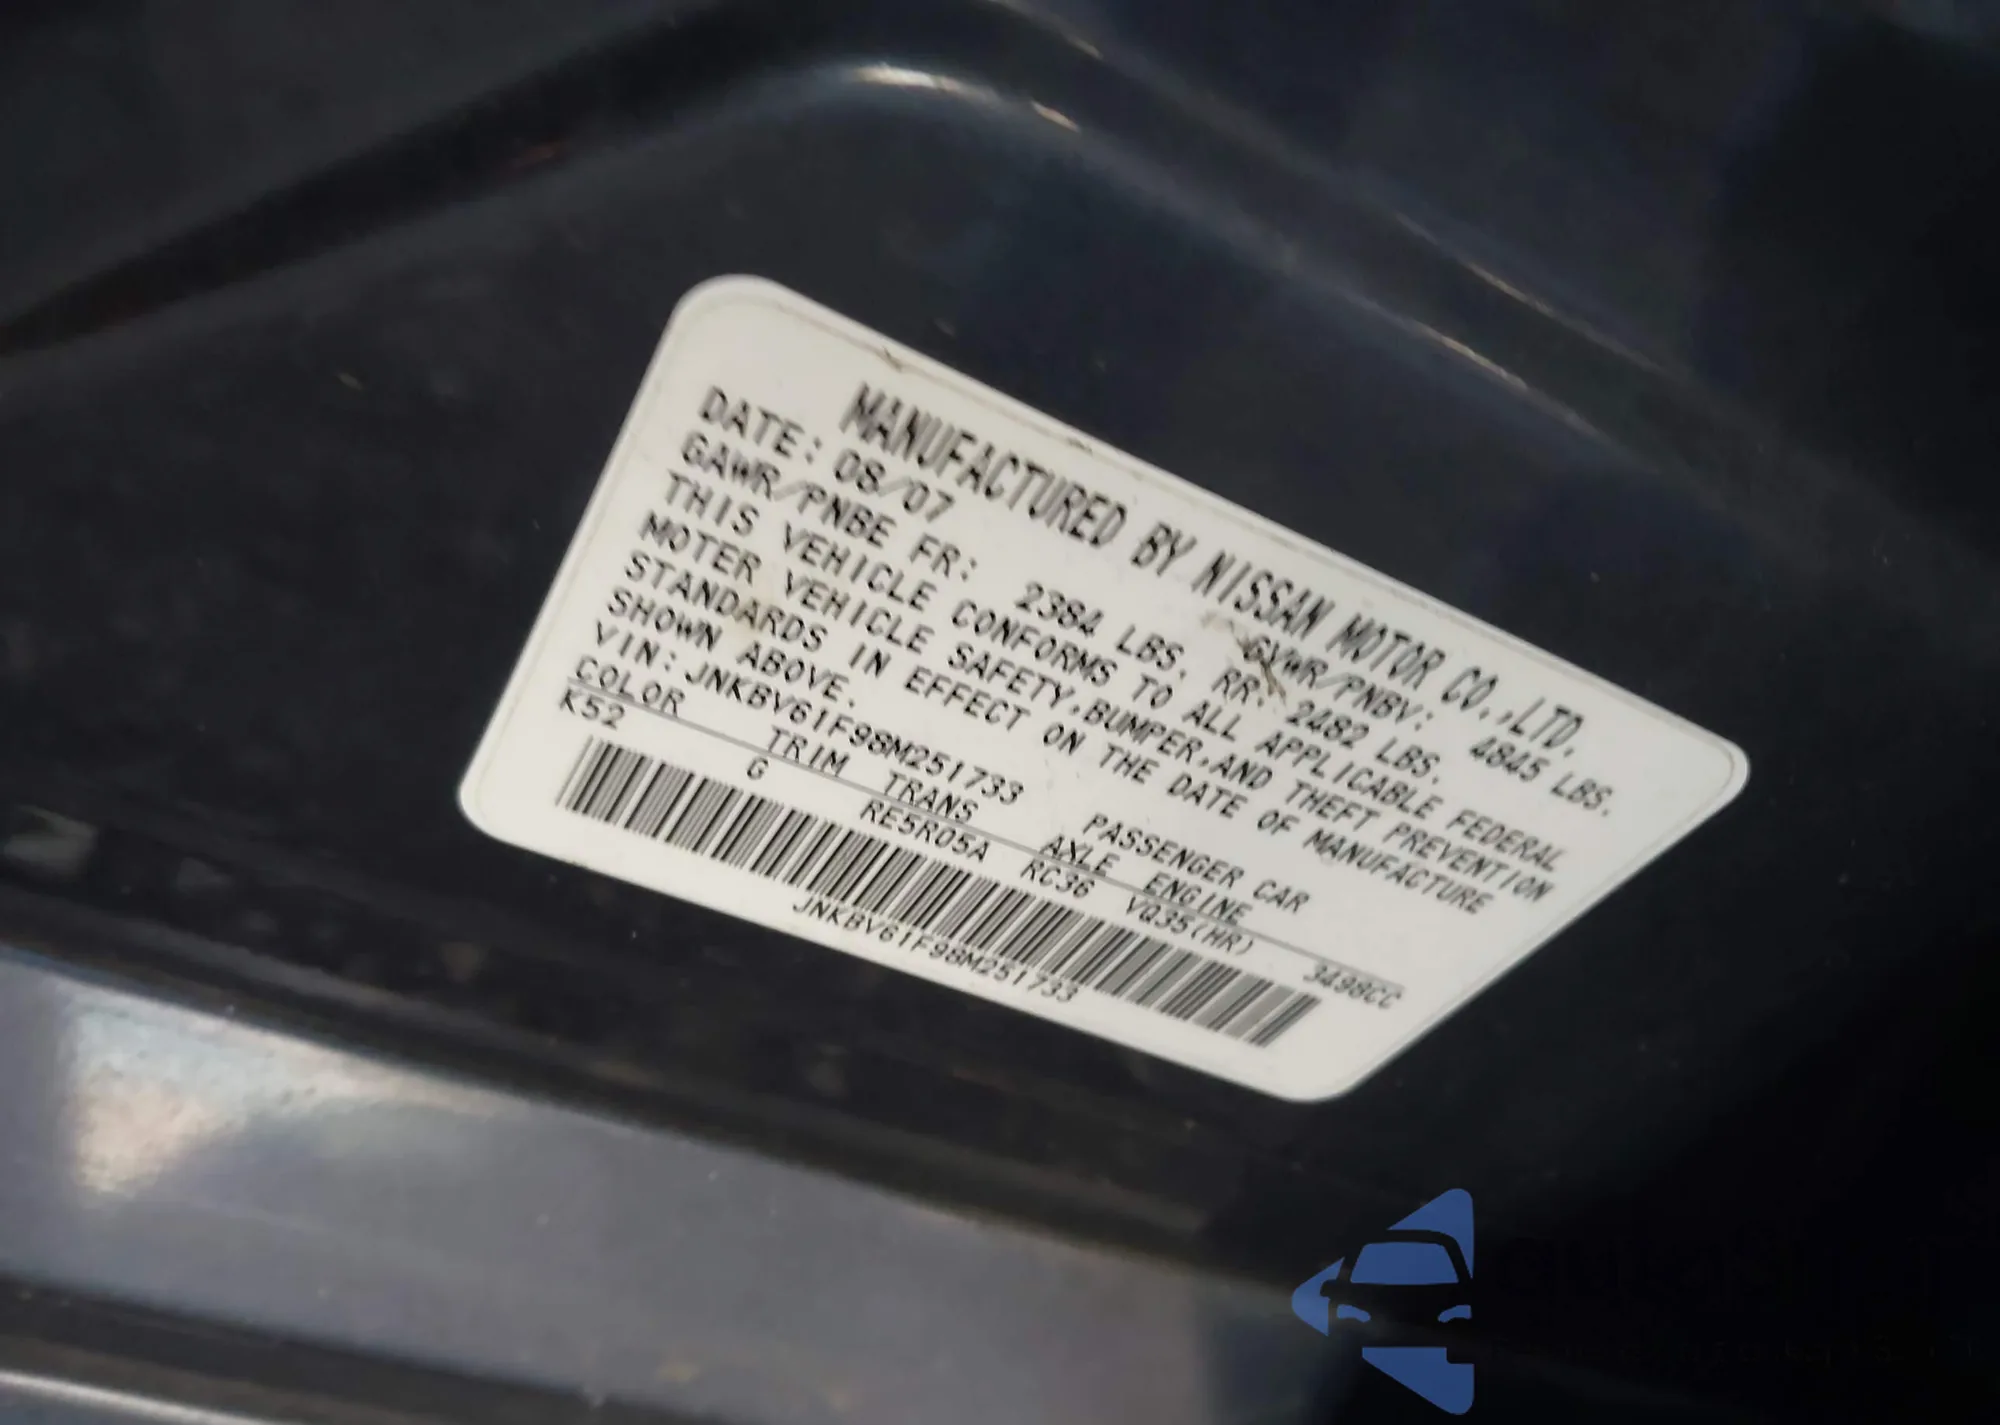 MANUFACTURED BY NISSAN MOTOR CO.,LTD.
DATE: 08/07 GVWR/PNBV: 4845 LBS.
GAWR/PNBE FR: 2384 LBS. RR: 2482 LBS.
THIS VEHICLE CONFORMS TO ALL APPLICABLE FEDERAL
MOTER VEHICLE SAFETY,BUMPER,AND THEFT PREVENTION
STANDARDS IN EFFECT ON THE DATE OF MANUFACTURE
SHOWN ABOVE.
VIN: JNKBV61F98M251733 PASSENGER CAR
COLOR TRIM TRANS AXLE ENGINE
K52 G RE5R05A RC36 VQ35(HR) 3498CC
JNKBV61F98M251733